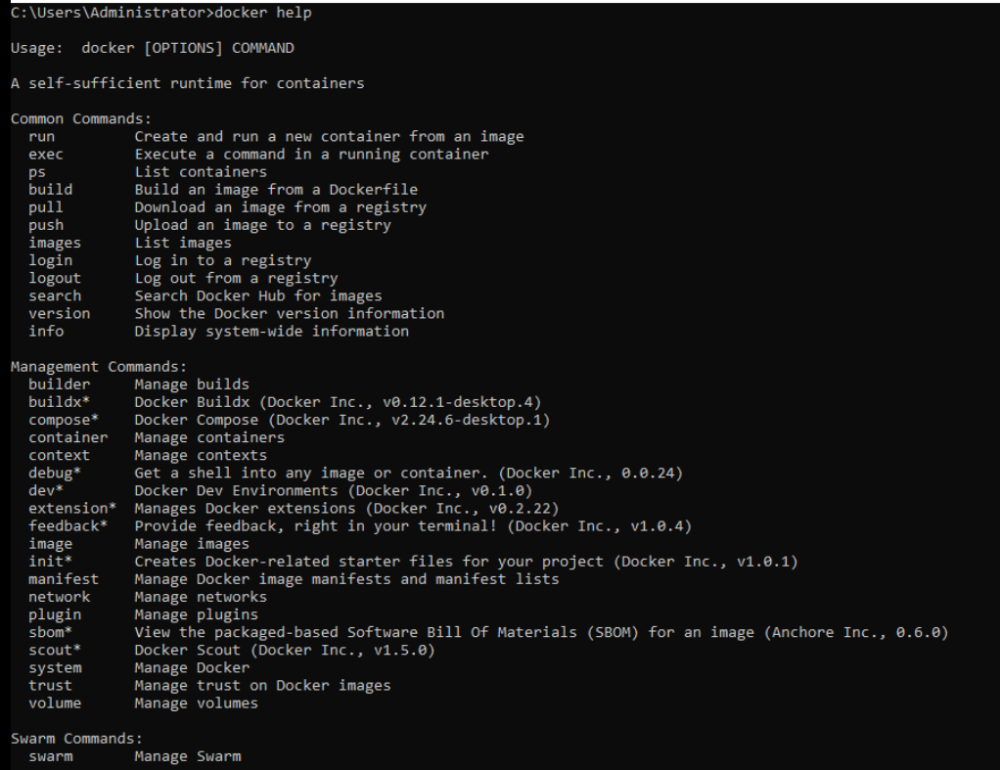 C:\Users\Administrator>docker help
Usage:  docker [OPTIONS] COMMAND
A self-sufficient runtime for containers
Common Commands:
  run         Create and run a new container from an image
  exec        Execute a command in a running container
  ps          List containers
  build       Build an image from a Dockerfile
  pull        Download an image from a registry
  push        Upload an image to a registry
  images      List images
  login       Log in to a registry
  logout      Log out from a registry
  search      Search Docker Hub for images
  version     Show the Docker version information
  info        Display system-wide information
Management Commands:
  builder     Manage builds
  buildx*     Docker Buildx (Docker Inc., v0.12.1-desktop.4)
  compose*    Docker Compose (Docker Inc., v2.24.6-desktop.1)
  container   Manage containers
  context     Manage contexts
  debug*      Get a shell into any image or container. (Docker Inc., 0.0.24)
  dev*        Docker Dev Environments (Docker Inc., v0.1.0)
  extension*  Manages Docker extensions (Docker Inc., v0.2.22)
  feedback*   Provide feedback, right in your terminal! (Docker Inc., v1.0.4)
  image       Manage images
  init*       Creates Docker-related starter files for your project (Docker Inc., v1.0.1)
  manifest    Manage Docker image manifests and manifest lists
  network     Manage networks
  plugin      Manage plugins
  sbom*       View the packaged-based Software Bill Of Materials (SBOM) for an image (Anchore Inc., 0.6.0)
  scout*      Docker Scout (Docker Inc., v1.5.0)
  system      Manage Docker
  trust       Manage trust on Docker images
  volume      Manage volumes
Swarm Commands:
  swarm       Manage Swarm